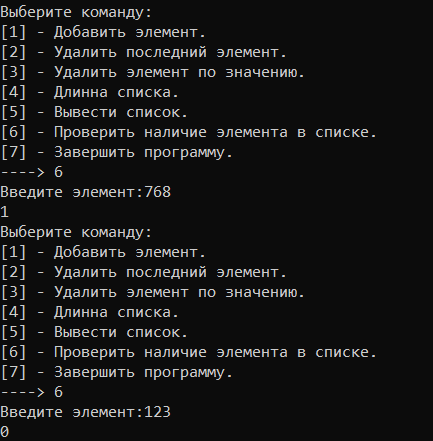 Выберите команду:
[1] - Добавить элемент.
[2] - Удалить последний элемент.
[3] - Удалить элемент по значению.
[4] - Длинна списка.
[5] - Вывести список.
[6] - Проверить наличие элемента в списке.
[7] - Завершить программу.
----> 6
Введите элемент:768
1
Выберите команду:
[1] - Добавить элемент.
[2] - Удалить последний элемент.
[3] - Удалить элемент по значению.
[4] - Длинна списка.
[5] - Вывести список.
[6] - Проверить наличие элемента в списке.
[7] - Завершить программу.
----> 6
Введите элемент:123
0